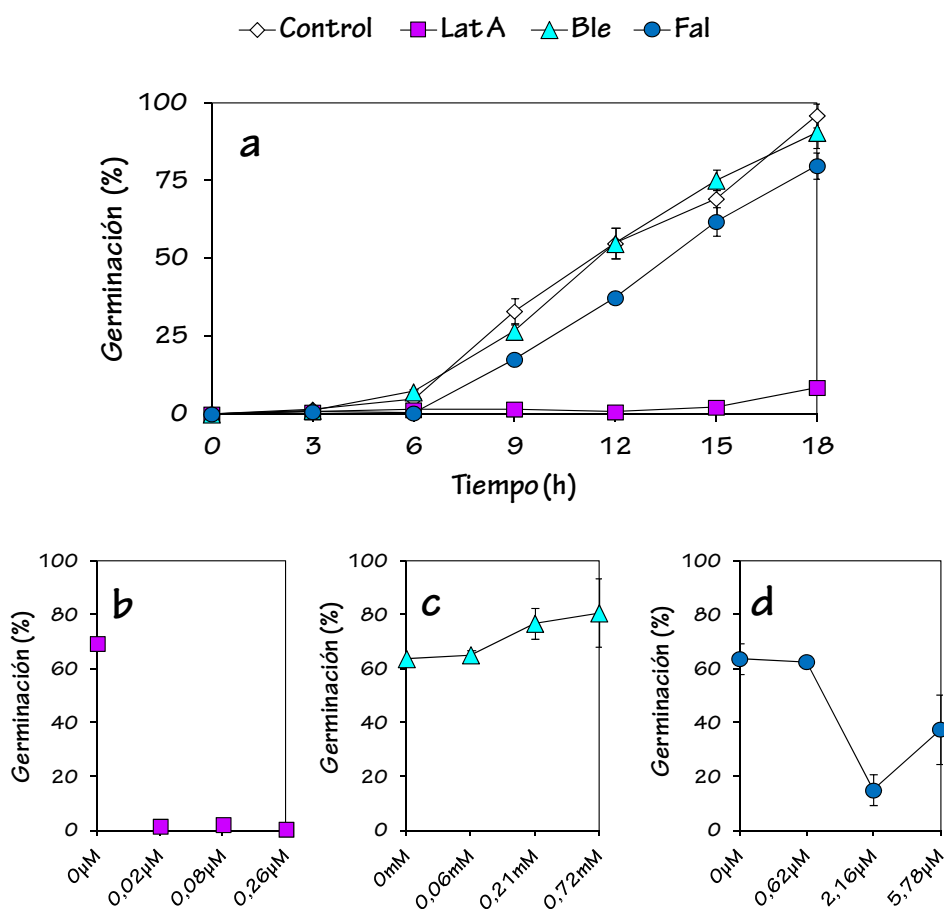 Control Lat A Ble Fal
a
Germinación (%)
100
75
50
25
0
0 3 6 9 12 15 18
Tiempo (h)
b
Germinación (%)
100
80
60
40
20
0
0µM 0,02µM 0,08µM 0,26µM
c
Germinación (%)
100
80
60
40
20
0
0mM 0,06mM 0,21mM 0,72mM
d
Germinación (%)
100
80
60
40
20
0
0µM 0,62µM 2,16µM 5,78µM